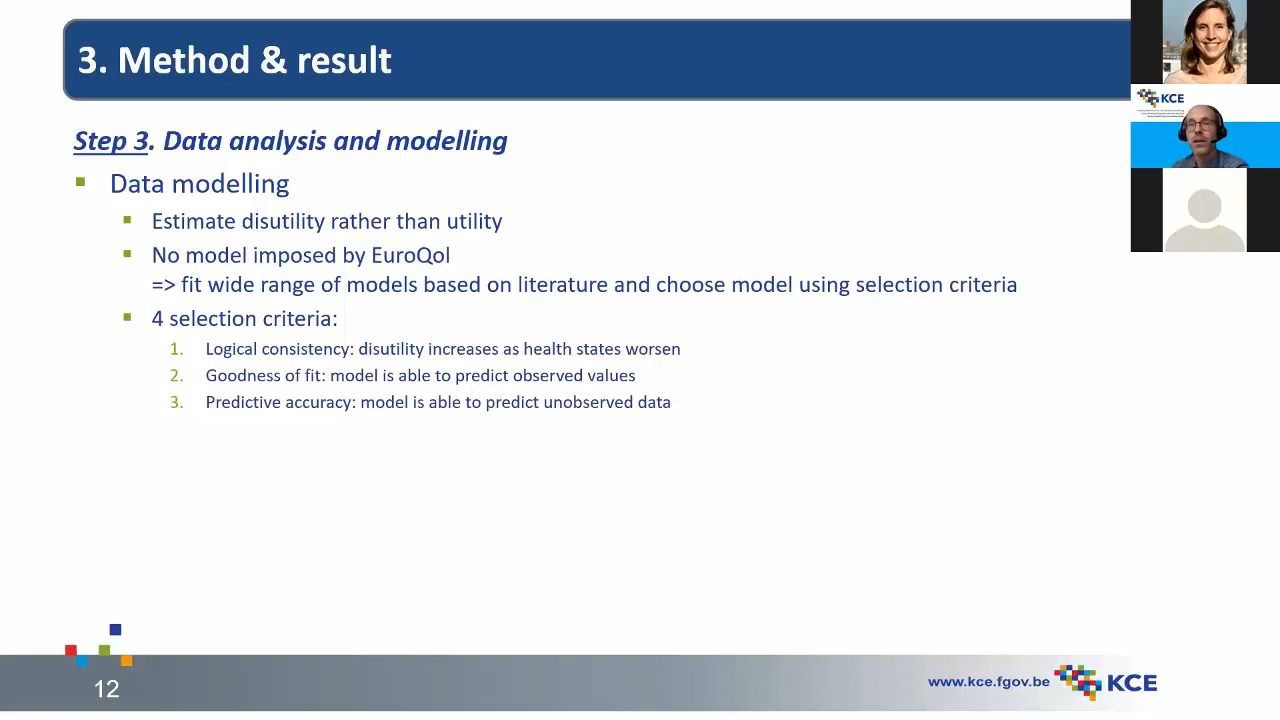 3. Method & result
KCE
Step 3. Data analysis and modelling
Data modelling
Estimate disutility rather than utility
No model imposed by EuroQol
=> fit wide range of models based on literature and choose model using selection criteria
4 selection criteria:
1. Logical consistency: disutility increases as health states worsen
2. Goodness of fit: model is able to predict observed values
3. Predictive accuracy: model is able to predict unobserved data
12
www.kce.fgov.be
KCE